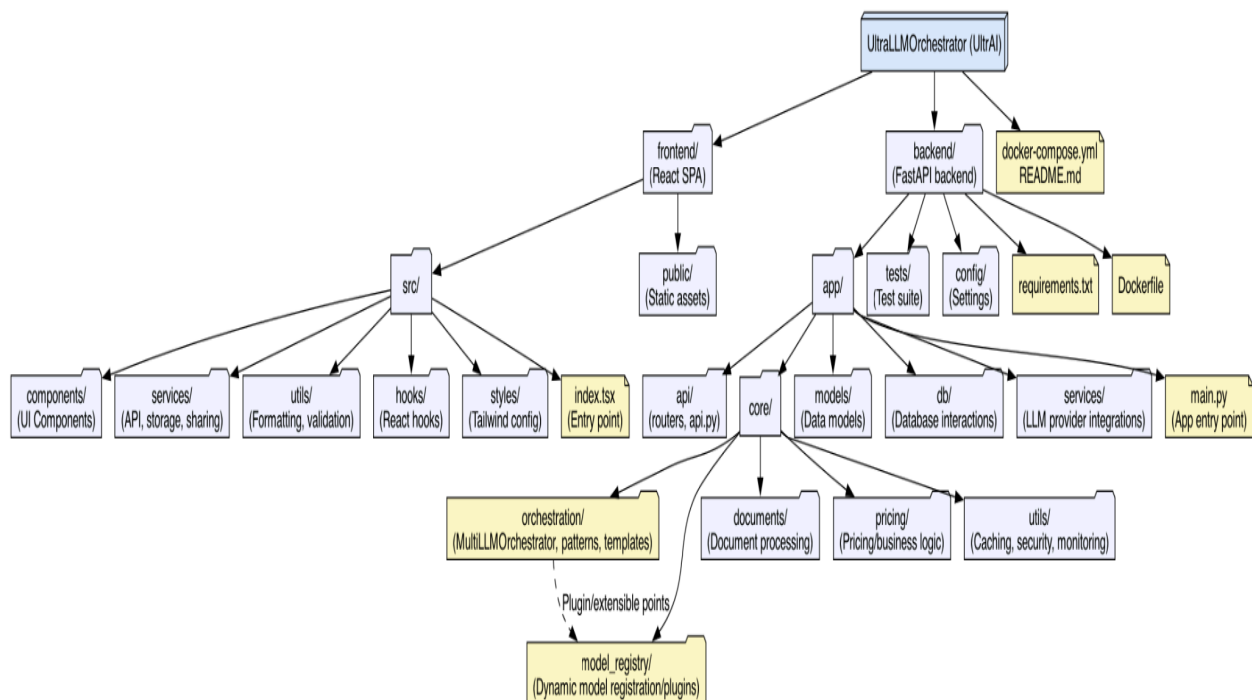 UltraLLMOrchestrator (UltrAI)
frontend/
(React SPA)
backend/
(FastAPI backend)
docker-compose.yml
README.md
src/
public/
(Static assets)
app/
tests/
(Test suite)
config/
(Settings)
requirements.txt
Dockerfile
components/
(UI Components)
services/
(API, storage, sharing)
utils/
(Formatting, validation)
hooks/
(React hooks)
styles/
(Tailwind config)
index.tsx
(Entry point)
api/
(routers, api.py)
core/
models/
(Data models)
db/
(Database interactions)
services/
(LLM provider integrations)
main.py
(App entry point)
orchestration/
(MultiLLMOrchestrator, patterns, templates)
documents/
(Document processing)
pricing/
(Pricing/business logic)
utils/
(Caching, security, monitoring)
Plugin/extensible points
model_registry/
(Dynamic model registration/plugins)